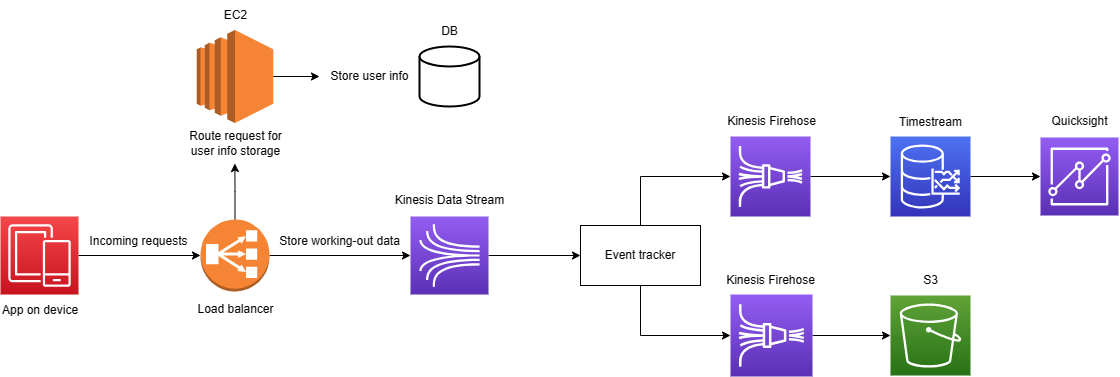 EC2
DB
Store user info
Route request for
user info storage
Kinesis Firehose
Timestream
Quicksight
Kinesis Data Stream
Incoming requests
Store working-out data
Event tracker
App on device
Load balancer
Kinesis Firehose
S3